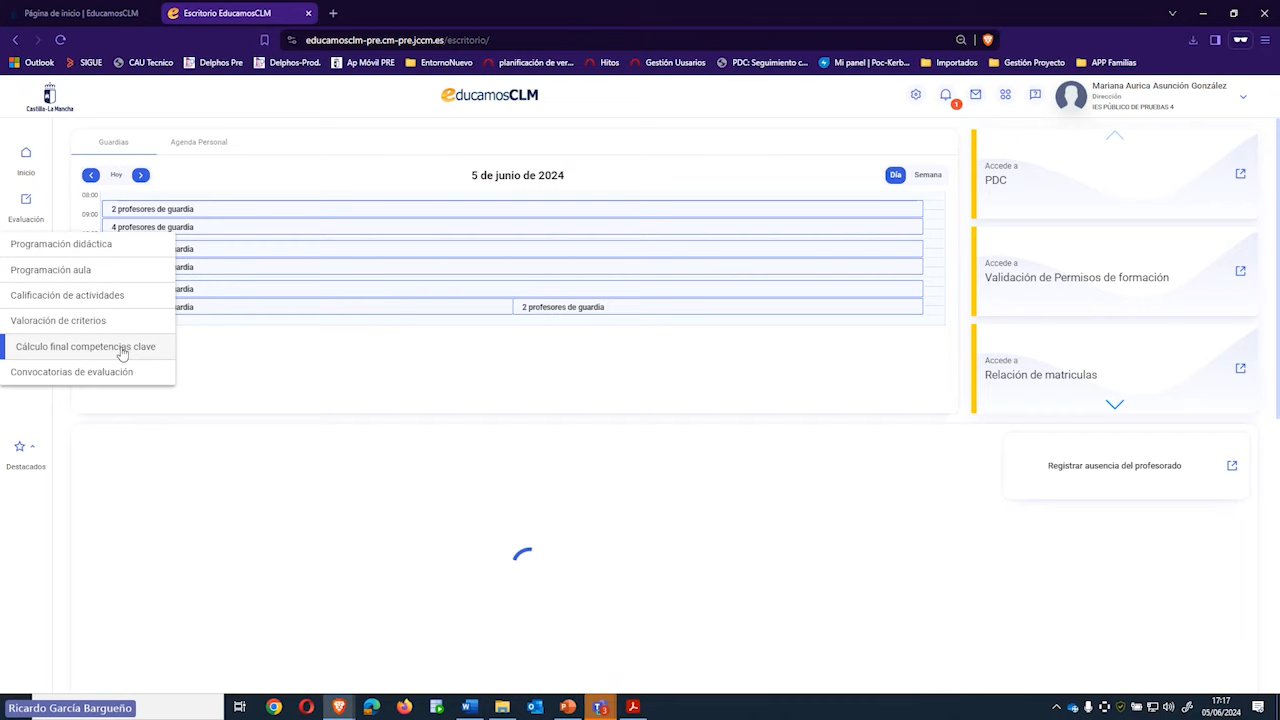 Página de inicio | EducamosCLM
Escritorio EducamosCLM
educamosclm-pre.cm-pre.jccm.es/escritorio/
Outlook
SIGUE
CAU Tecnico
Delphos Pre
Delphos-Prod.
Ap Móvil PRE
EntornoNuevo
planificación de ver...
Hitos
Gestión Usuarios
PDC: Seguimiento c...
Mi panel | Poc-Kerb...
Importados
Gestión Proyecto
APP Familias
Castilla-La Mancha
educamosCLM
1
Mariana Aurica Asunción González
Dirección
IES PÚBLICO DE PRUEBAS 4
Inicio
Evaluación
Programación didáctica
Programación aula
Calificación de actividades
Valoración de criterios
Cálculo final competencias clave
Convocatorias de evaluación
Destacados
Guardias
Agenda Personal
Hoy
5 de junio de 2024
Día
Semana
08:00
2 profesores de guardia
09:00
4 profesores de guardia
uardia
uardia
uardia
uardia
2 profesores de guardia
Accede a
PDC
Accede a
Validación de Permisos de formación
Accede a
Relación de matriculas
Registrar ausencia del profesorado
Ricardo García Bargueño
17:17
05/06/2024